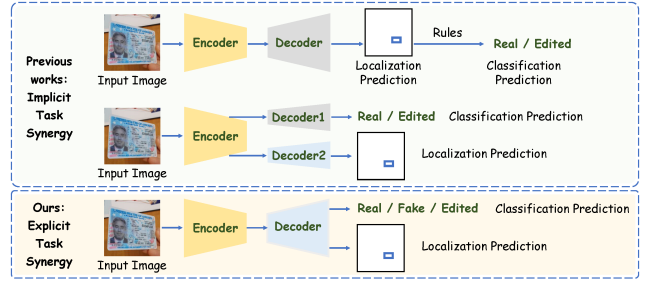 Previous
works:
Implicit
Task
Synergy
Input Image
Encoder
Decoder
Localization
Prediction
Rules
Real / Edited
Classification
Prediction
Input Image
Encoder
Decoder1
Real / Edited
Classification Prediction
Decoder2
Localization Prediction
Ours:
Explicit
Task
Synergy
Input Image
Encoder
Decoder
Real / Fake / Edited
Classification Prediction
Localization Prediction